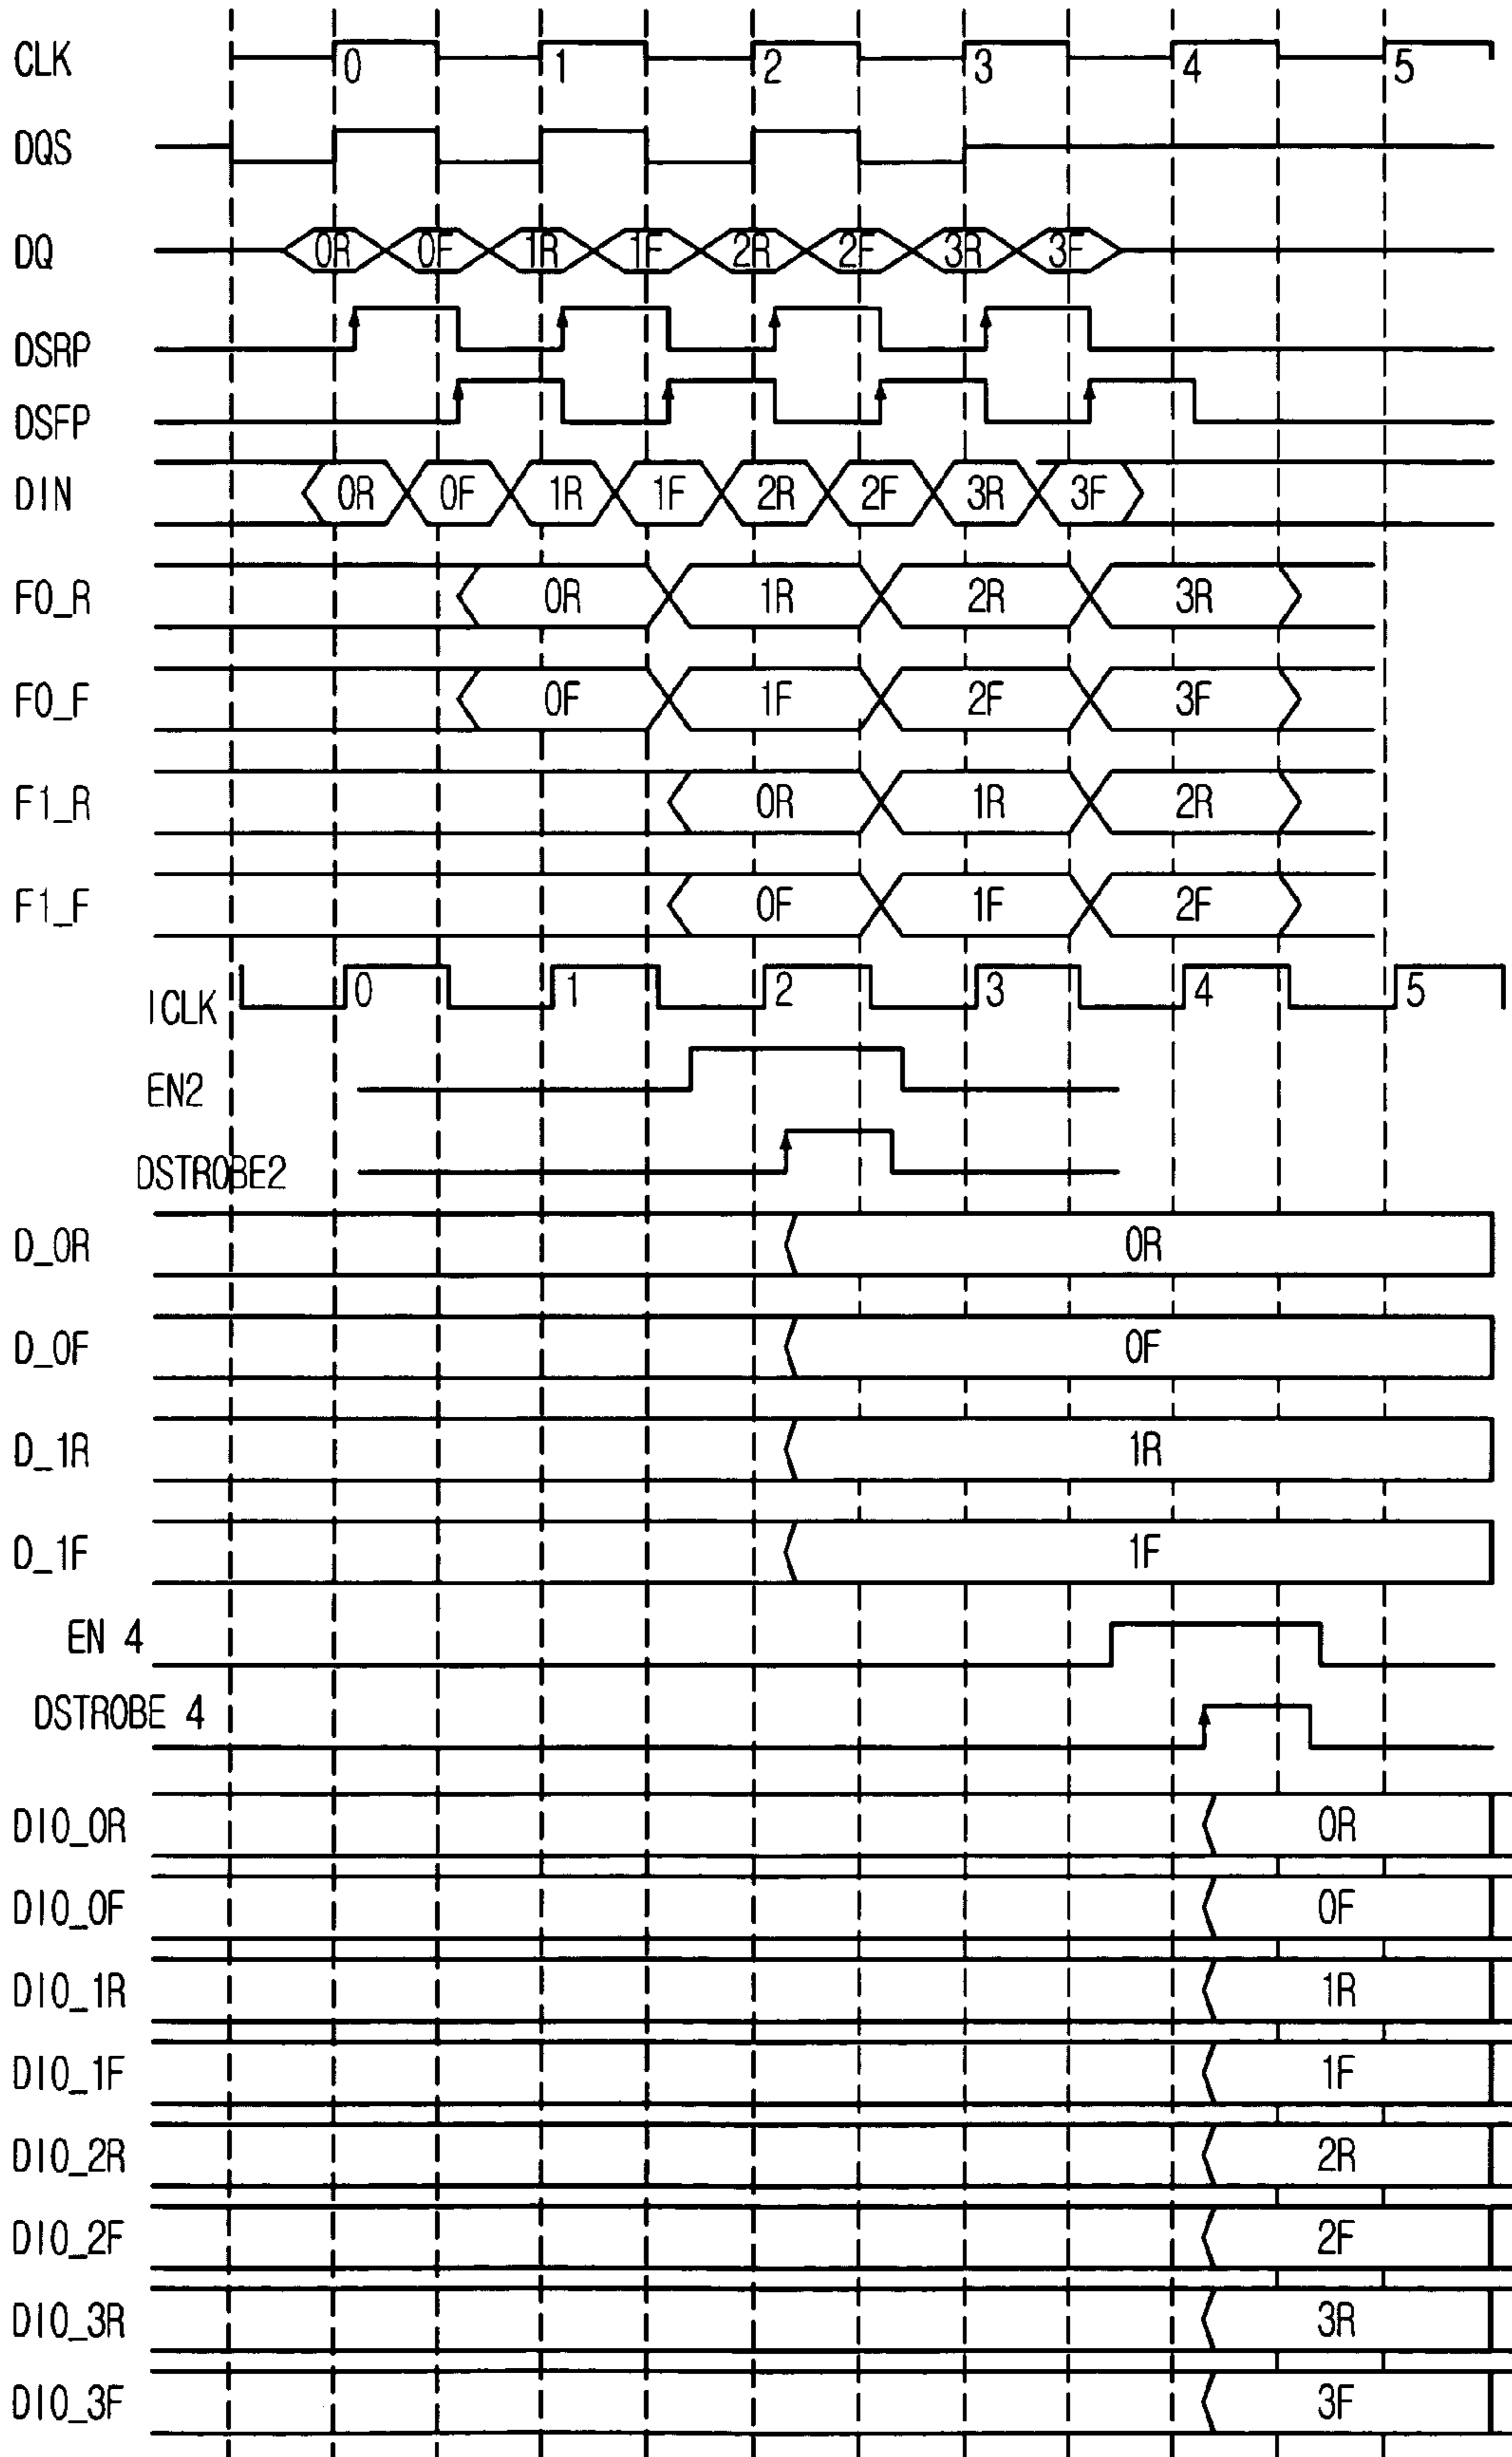 CLK 0 1 2 3 4 5
DQS
DQ 0R 0F 1R 1F 2R 2F 3R 3F
DSRP
DSFP
DIN 0R 0F 1R 1F 2R 2F 3R 3F
F0_R 0R 1R 2R 3R
F0_F 0F 1F 2F 3F
F1_R 0R 1R 2R
F1_F 0F 1F 2F
ICLK 0 1 2 3 4 5
EN2
DSTROBE2
D_0R 0R
D_0F 0F
D_1R 1R
D_1F 1F
EN 4
DSTROBE 4
DIO_0R 0R
DIO_0F 0F
DIO_1R 1R
DIO_1F 1F
DIO_2R 2R
DIO_2F 2F
DIO_3R 3R
DIO_3F 3F